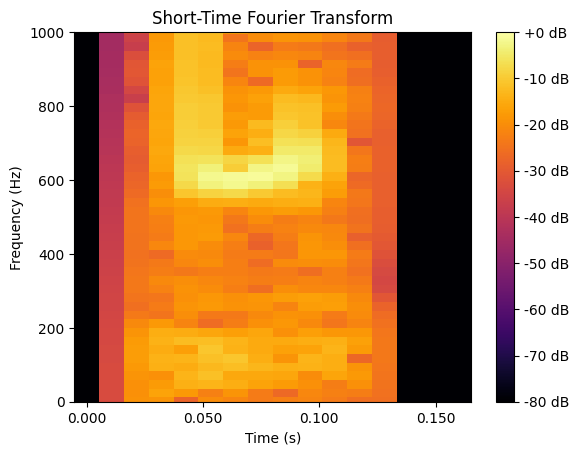 Short-Time Fourier Transform
1000
800
600
400
200
0
Frequency (Hz)
0.000
0.050
0.100
0.150
Time (s)
+0 dB
-10 dB
-20 dB
-30 dB
-40 dB
-50 dB
-60 dB
-70 dB
-80 dB